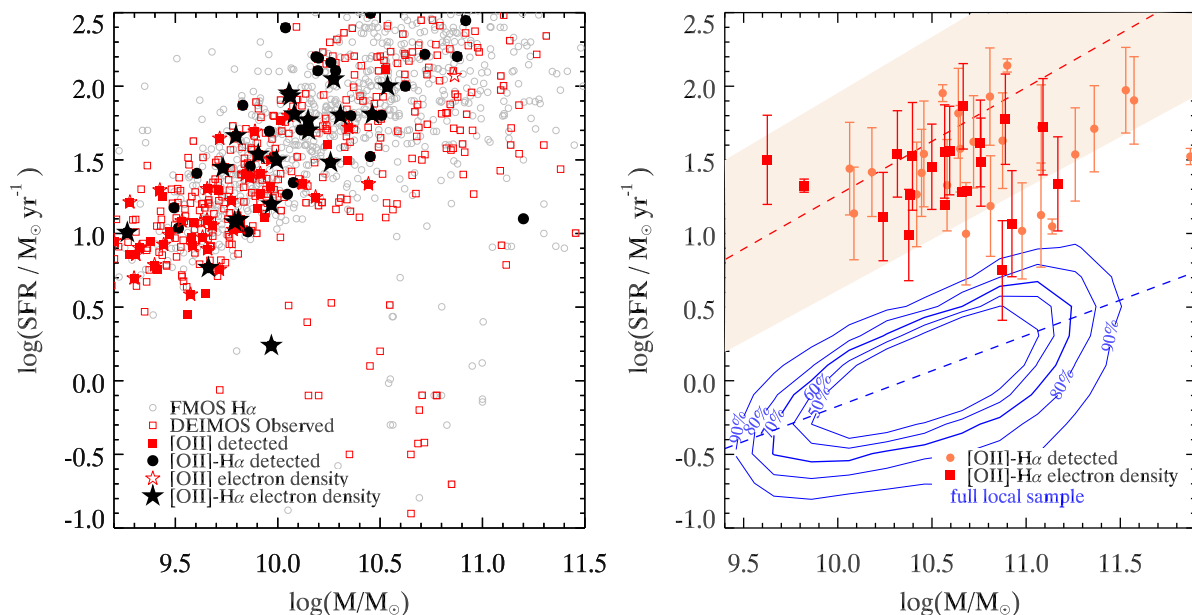 2.5
2.0
1.5
1.0
0.5
0.0
-0.5
-1.0
log(SFR / M⊙ yr⁻¹)
FMOS Hα
DEIMOS Observed
[OII] detected
[OII]-Hα detected
[OII] electron density
[OII]-Hα electron density
9.5 10.0 10.5 11.0 11.5
log(M/M⊙)
2.5
2.0
1.5
1.0
0.5
0.0
-0.5
-1.0
log(SFR / M⊙ yr⁻¹)
90%
80%
70%
60%
50%
80%
90%
[OII]-Hα detected
[OII]-Hα electron density
full local sample
9.5 10.0 10.5 11.0 11.5
log(M/M⊙)